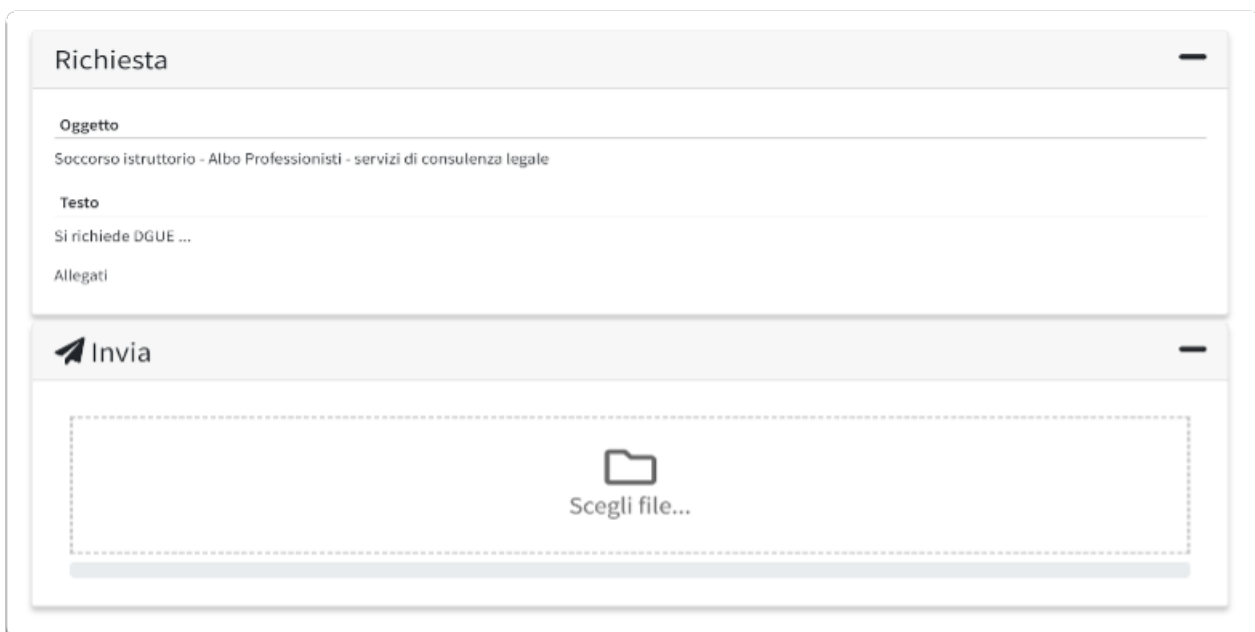 Richiesta
Oggetto
Soccorso istruttorio - Albo Professionisti - servizi di consulenza legale
Testo
Si richiede DGUE ...
Allegati
Invia
Scegli file...